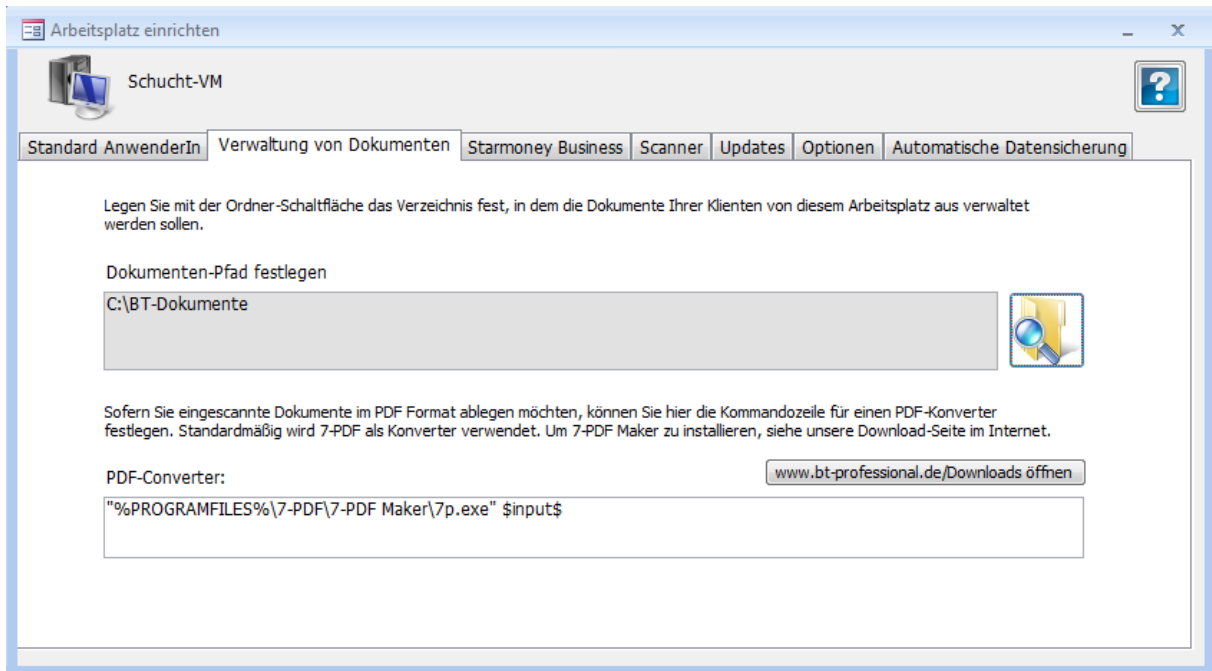 Arbeitsplatz einrichten
Schucht-VM
Standard AnwenderIn Verwaltung von Dokumenten Starmoney Business Scanner Updates Optionen Automatische Datensicherung
Legen Sie mit der Ordner-Schaltfläche das Verzeichnis fest, in dem die Dokumente Ihrer Klienten von diesem Arbeitsplatz aus verwaltet
werden sollen.
Dokumenten-Pfad festlegen
C:\BT-Dokumente
Sofern Sie eingescannte Dokumente im PDF Format ablegen möchten, können Sie hier die Kommandozeile für einen PDF-Konverter
festlegen. Standardmäßig wird 7-PDF als Konverter verwendet. Um 7-PDF Maker zu installieren, siehe unsere Download-Seite im Internet.
PDF-Converter:
www.bt-professional.de/Downloads öffnen
"%PROGRAMFILES%\7-PDF\7-PDF Maker\7p.exe" $input$